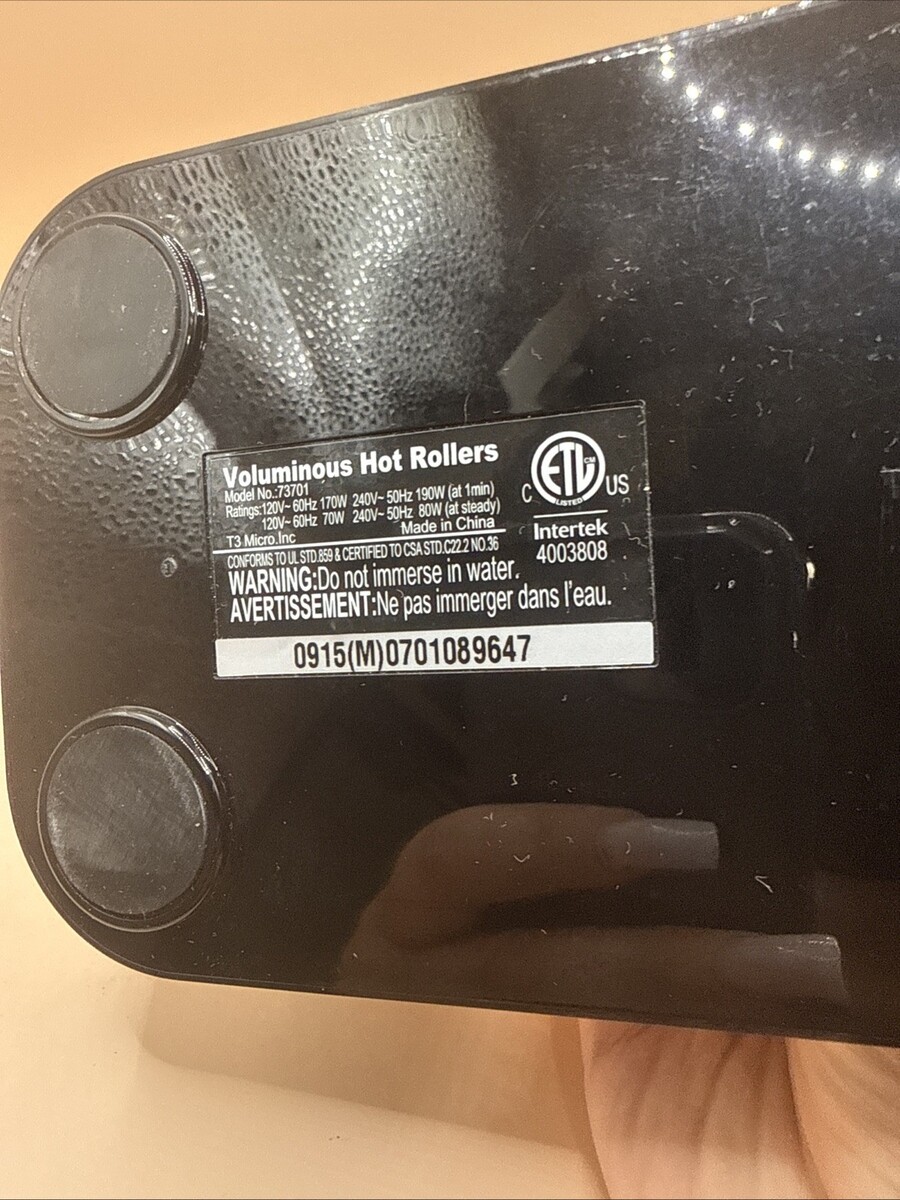 Voluminous Hot Rollers
Model No.:73701
Ratings:120V~ 60Hz 170W 240V~ 50Hz 190W (at 1min)
120V~ 60Hz 70W 240V~ 50Hz 80W (at steady)
T3 Micro.Inc Made in China
CONFORMS TO UL STD.859 & CERTIFIED TO CSA STD.C22.2 NO.36
WARNING:Do not immerse in water.
AVERTISSEMENT:Ne pas immerger dans l'eau.
0915(M)0701089647
ETL CM
LISTED
C US
Intertek
4003808